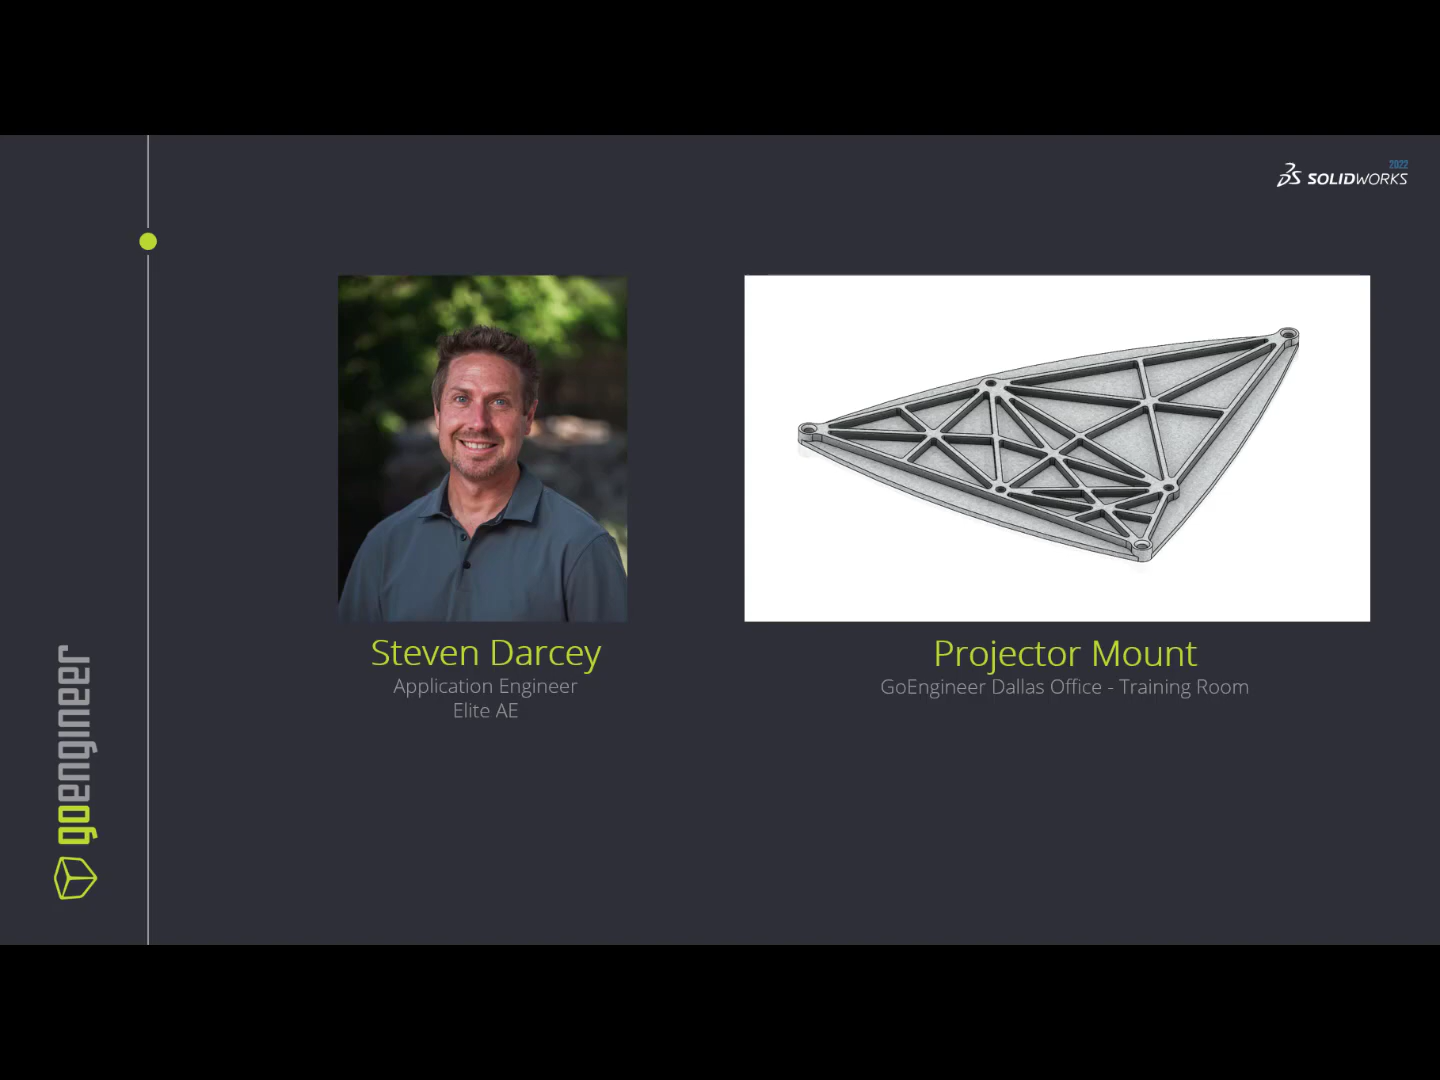 2022
SOLIDWORKS
Steven Darcey
Application Engineer
Elite AE
Projector Mount
GoEngineer Dallas Office - Training Room
goengineer